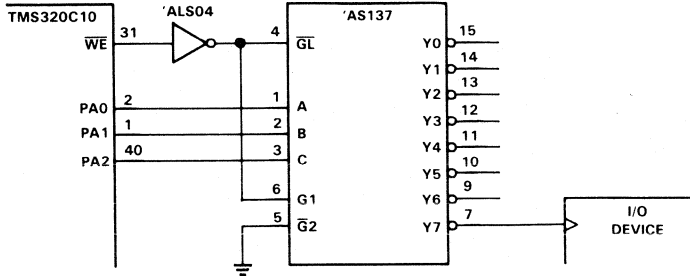 TMS320C10
'ALS04
'AS137
WE 31
4 GL
Y0 15
Y1 14
PA0 2
1 A
Y2 13
PA1 1
2 B
Y3 12
PA2 40
3 C
Y4 11
Y5 10
6 G1
Y6 9
5 G2
Y7 7
I/O
DEVICE